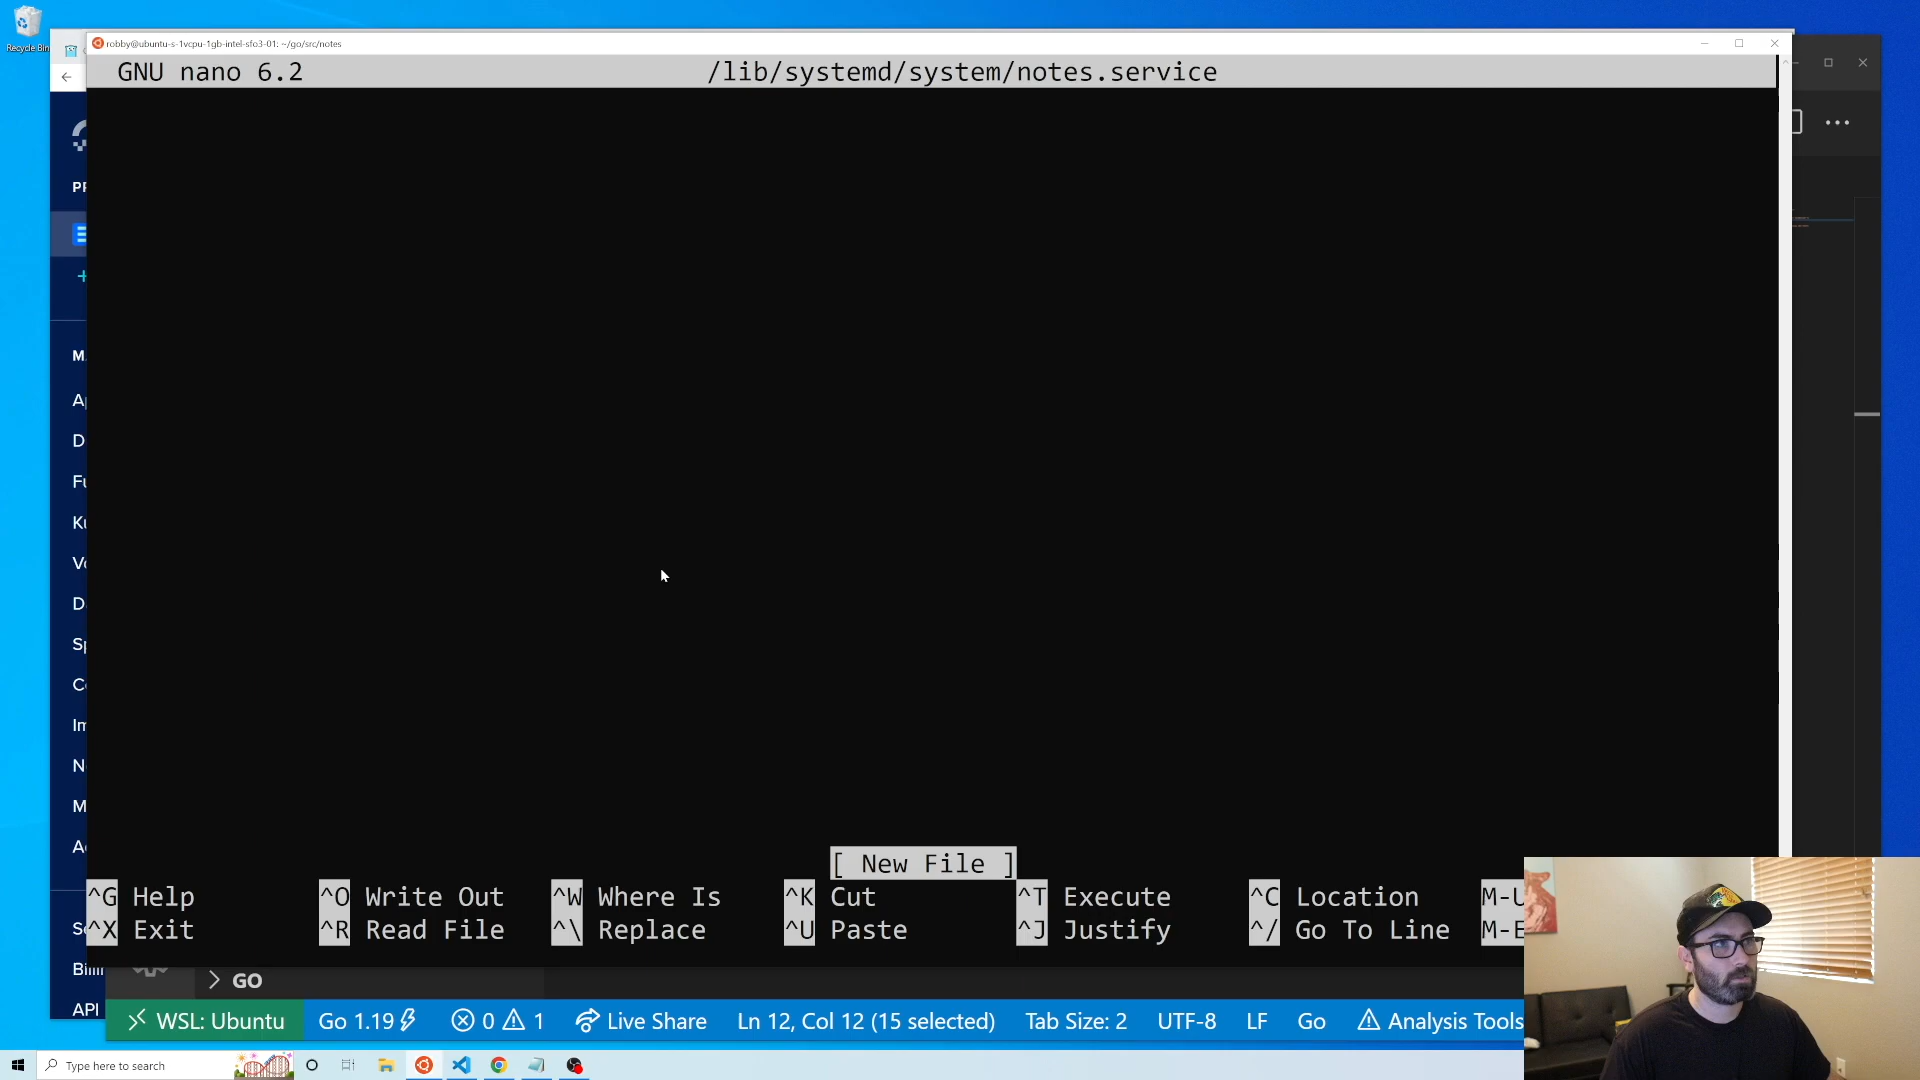 Recycle Bin
robby@ubuntu-s-1vcpu-1gb-intel-sfo3-01: ~/go/src/notes
GNU nano 6.2 /lib/systemd/system/notes.service
[ New File ]
^G Help ^O Write Out ^W Where Is ^K Cut ^T Execute ^C Location M-U
^X Exit ^R Read File ^\ Replace ^U Paste ^J Justify ^/ Go To Line M-E
API
GO
WSL: Ubuntu Go 1.19 0 1 Live Share Ln 12, Col 12 (15 selected) Tab Size: 2 UTF-8 LF Go Analysis Tools
Type here to search